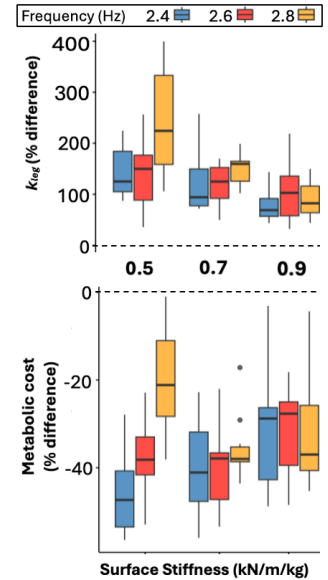 Frequency (Hz) 2.4 2.6 2.8
kleg (% difference)
400
300
200
100
0
0.5 0.7 0.9
Metabolic cost
(% difference)
0
-20
-40
Surface Stiffness (kN/m/kg)